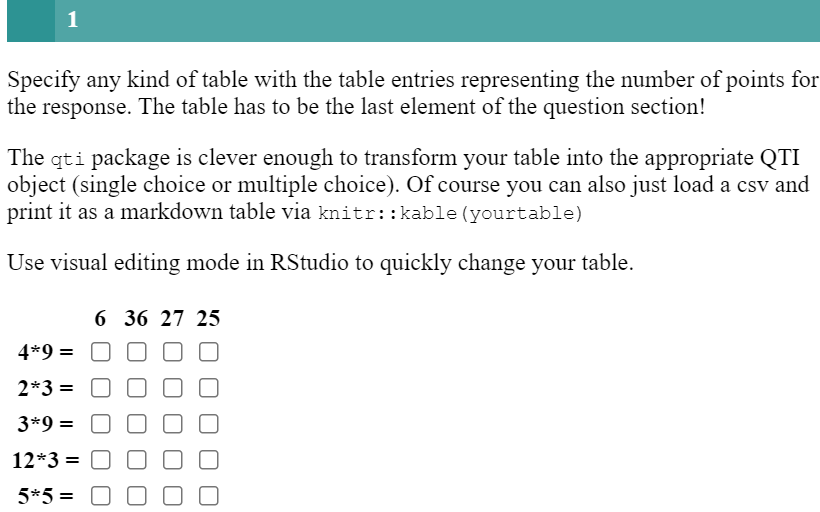 1
Specify any kind of table with the table entries representing the number of points for
the response. The table has to be the last element of the question section!
The qti package is clever enough to transform your table into the appropriate QTI
object (single choice or multiple choice). Of course you can also just load a csv and
print it as a markdown table via knitr::kable(yourtable)
Use visual editing mode in RStudio to quickly change your table.
6 36 27 25
4*9 =
2*3 =
3*9 =
12*3 =
5*5 =